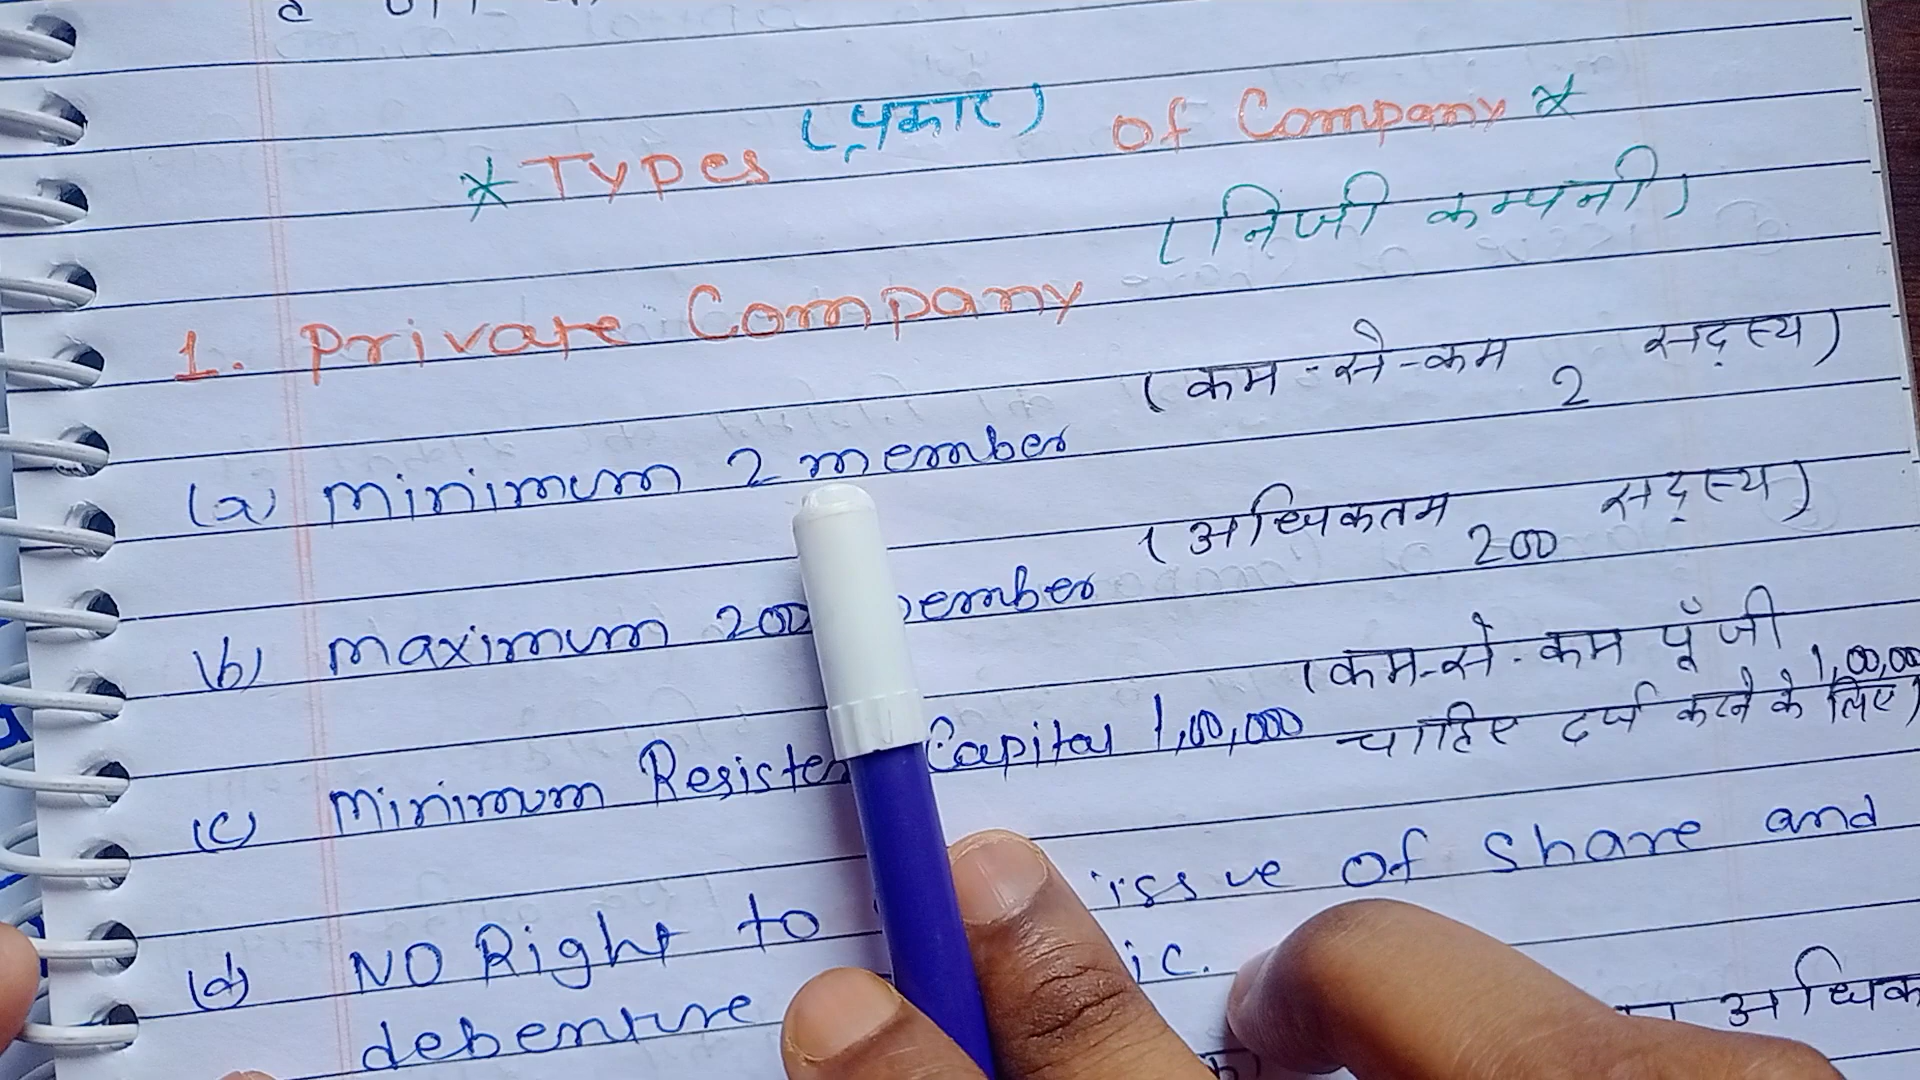 * Types (प्रकार) of Company *
1. Private Company (निजी कम्पनी)
(a) Minimum 2 member (कम-से-कम 2 सदस्य)
(b) Maximum 200 member (अधिकतम 200 सदस्य)
(c) Minimum Resister Capital 1,00,000 (कम-से-कम पूँजी 1,00,000
चाहिए दर्ज करने के लिए)
(d) NO Right to issue of Share and
debenture
अधिक